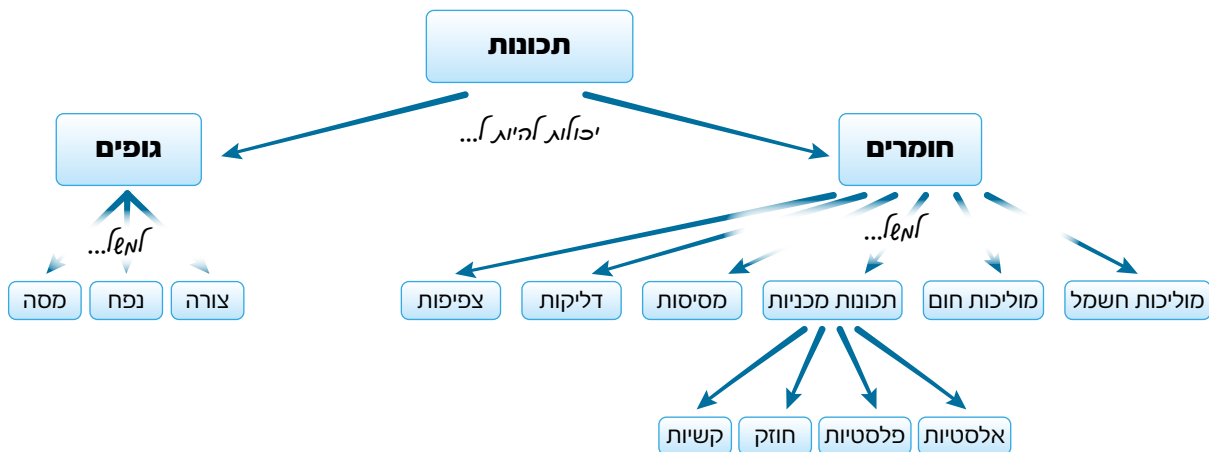 תכונות
יכולות להיות ל...
חומרים
גופים
למשל...
למשל...
מוליכות חשמל
מוליכות חום
תכונות מכניות
מסיסות
דליקות
צפיפות
צורה
נפח
מסה
אלסטיות
פלסטיות
חוזק
קשיות